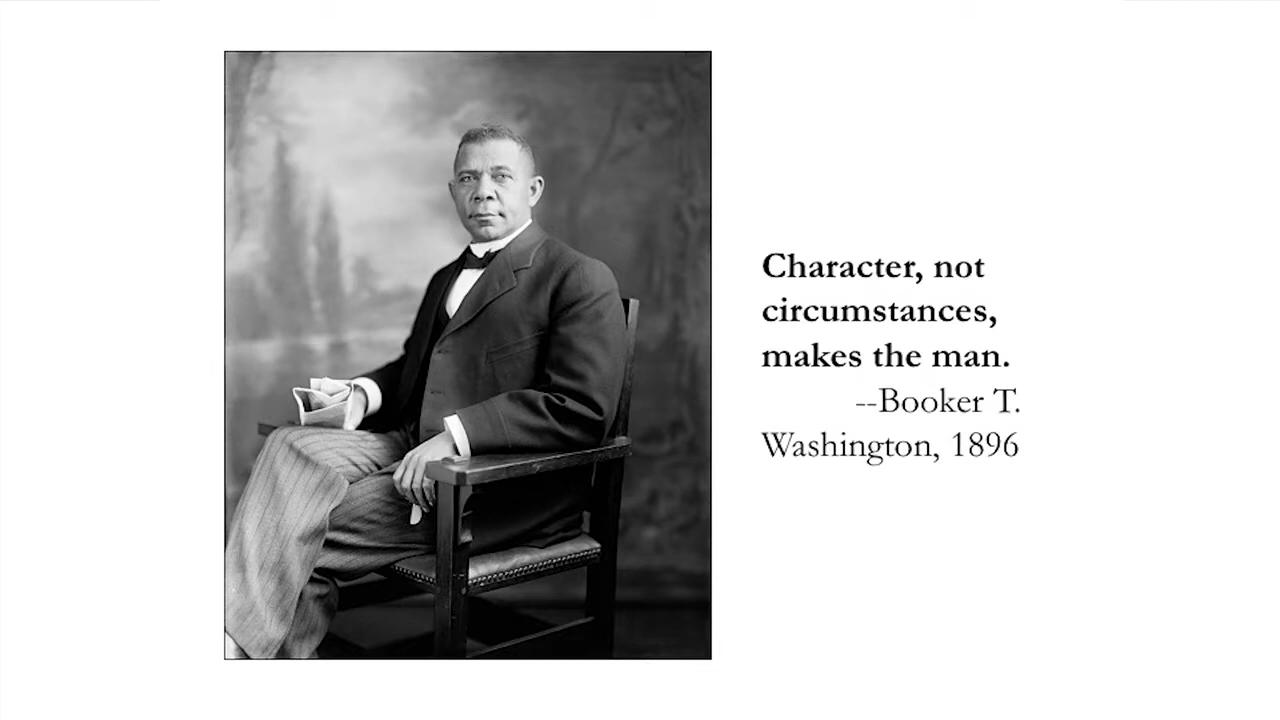 Character, not
circumstances,
makes the man.
--Booker T.
Washington, 1896